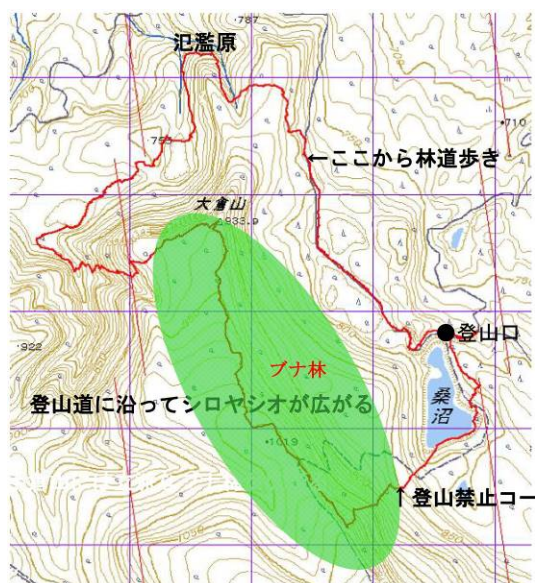 ・787
氾濫原
・710
←ここから林道歩き
大倉山
933.9
登山口
・922
ブナ林
桑沼
登山道に沿ってシロヤシオが広がる
・1019
↑登山禁止コー